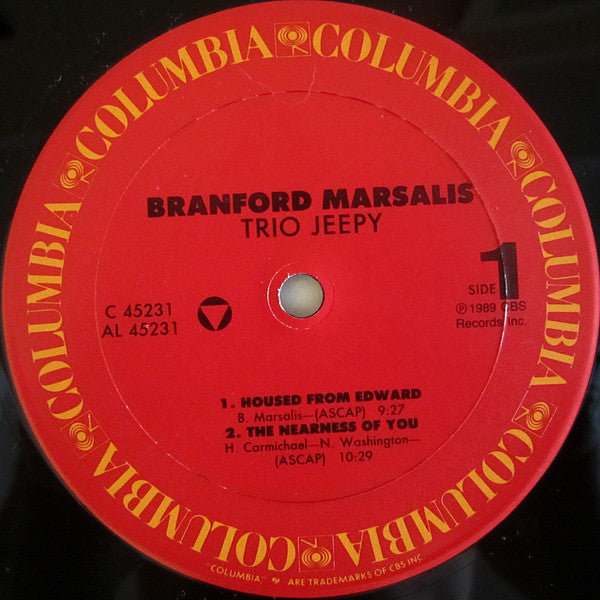 COLUMBIA COLUMBIA COLUMBIA COLUMBIA COLUMBIA COLUMBIA COLUMBIA COLUMBIA
BRANFORD MARSALIS
TRIO JEEPY
C 45231
AL 45231
SIDE 1
℗ 1989 CBS
Records Inc.
1. HOUSED FROM EDWARD
B. Marsalis—(ASCAP) 9:27
2. THE NEARNESS OF YOU
H. Carmichael—N. Washington—
(ASCAP) 10:29
"COLUMBIA," ARE TRADEMARKS OF CBS INC.